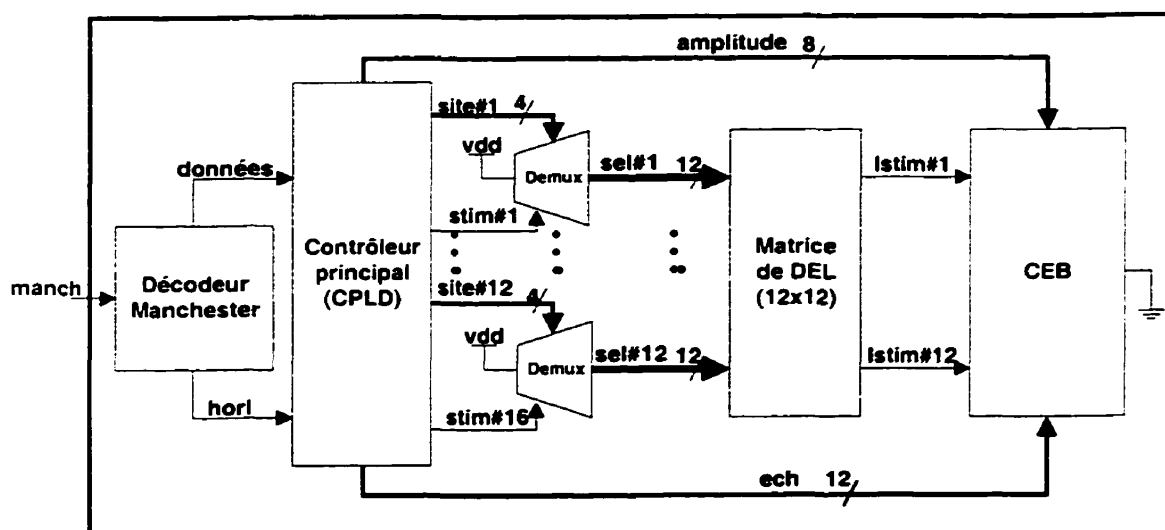 amplitude 8
site#1 4
vdd
données
Demux
sel#1 12
Istim#1
stim#1
Contrôleur
principal
(CPLD)
Matrice
de DEL
(12x12)
CEB
manch
Décodeur
Manchester
site#12
4
vdd
Demux
sel#12 12
Istim#12
horl
stim#16
ech 12